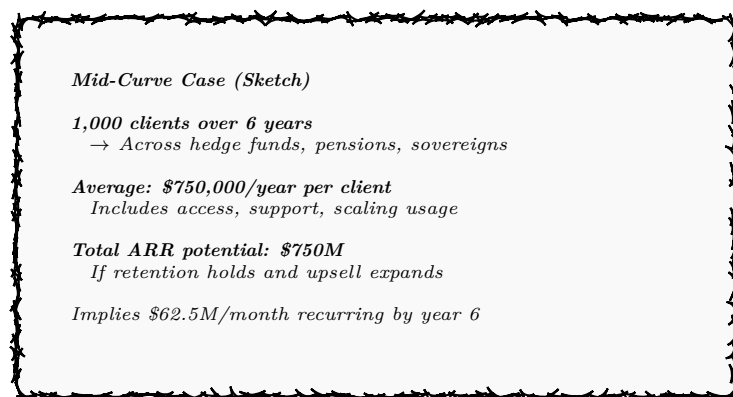 Mid-Curve Case (Sketch)
1,000 clients over 6 years
→ Across hedge funds, pensions, sovereigns
Average: $750,000/year per client
Includes access, support, scaling usage
Total ARR potential: $750M
If retention holds and upsell expands
Implies $62.5M/month recurring by year 6